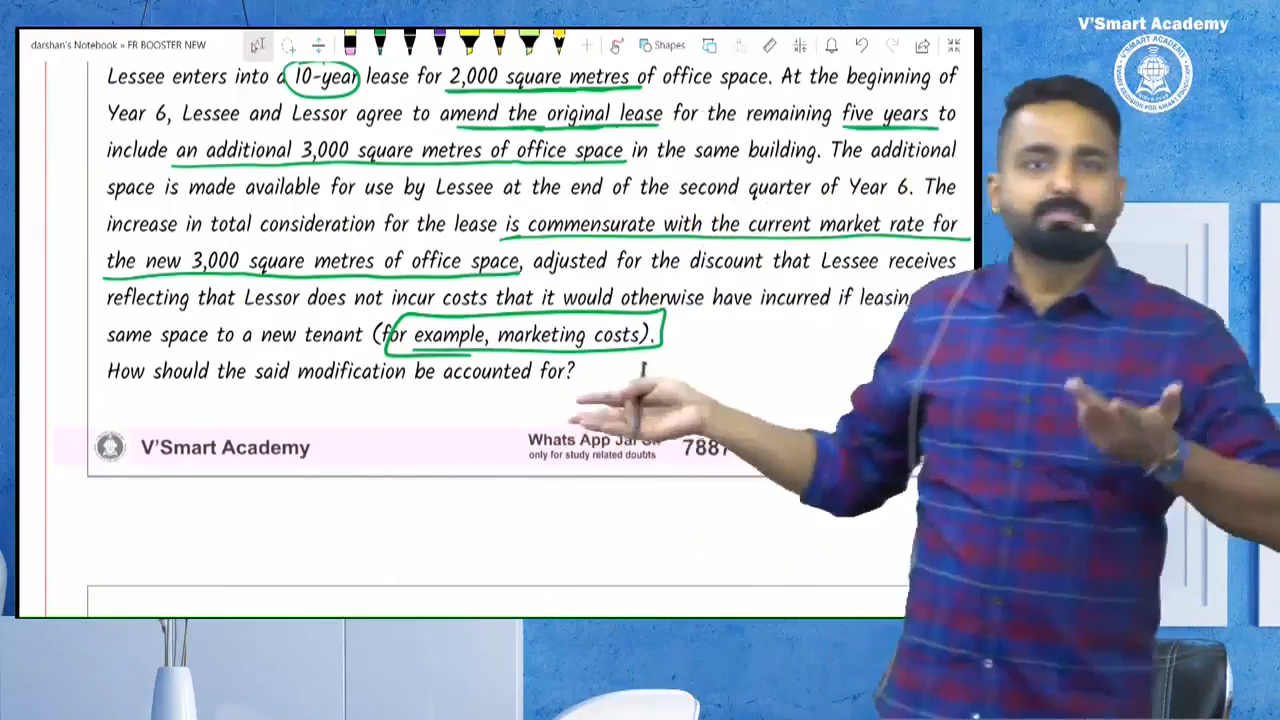 V'Smart Academy
darshan's Notebook » FR BOOSTER NEW
Shapes
Lessee enters into a 10-year lease for 2,000 square metres of office space. At the beginning of
Year 6, Lessee and Lessor agree to amend the original lease for the remaining five years to
include an additional 3,000 square metres of office space in the same building. The additional
space is made available for use by Lessee at the end of the second quarter of Year 6. The
increase in total consideration for the lease is commensurate with the current market rate for
the new 3,000 square metres of office space, adjusted for the discount that Lessee receives
reflecting that Lessor does not incur costs that it would otherwise have incurred if leasing
same space to a new tenant (for example, marketing costs).
How should the said modification be accounted for?
V'Smart Academy
Whats App Jai
only for study related doubts
7887